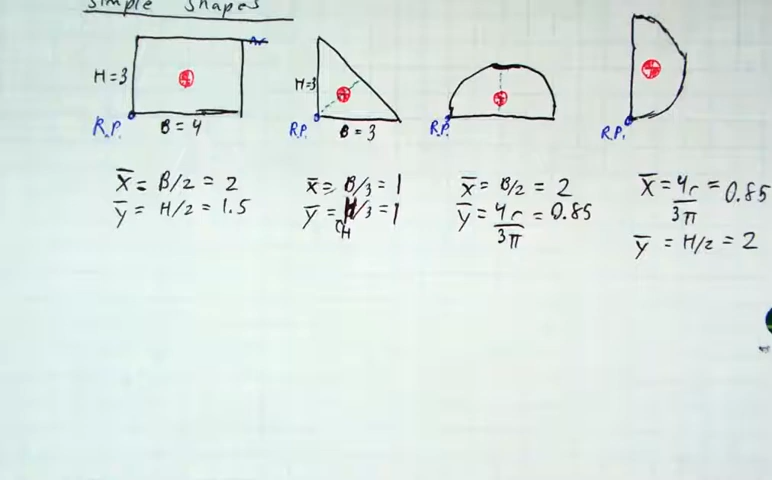 Simple Shapes
H=3
R.P.
B = 4
H=3
R.P.
B = 3
R.P.
R.P.
X̅ = B/2 = 2
Y̅ = H/2 = 1.5
X̅ = B/3 = 1
Y̅ = H/3 = 1
H
X̅ = B/2 = 2
Y̅ = 4r/3π = 0.85
X̅ = 4r/3π = 0.85
Y̅ = H/2 = 2